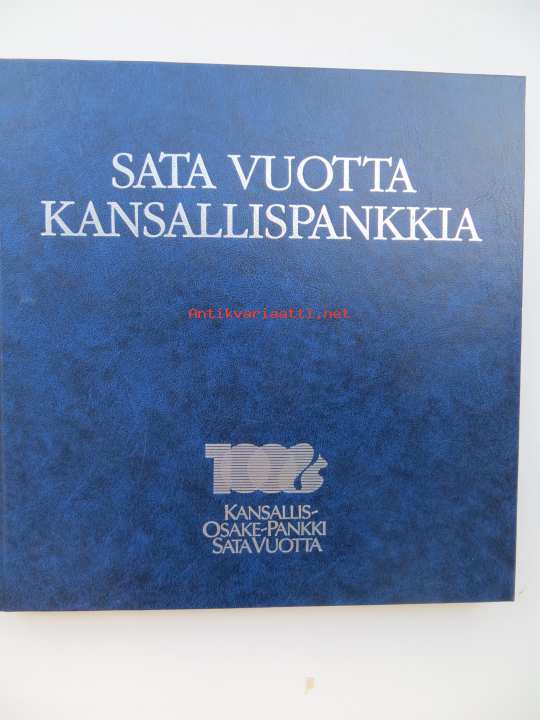 SATA VUOTTA
KANSALLISPANKKIA
Antikvariaatti.net
100
KANSALLIS-
OSAKE-PANKKI
SATA VUOTTA